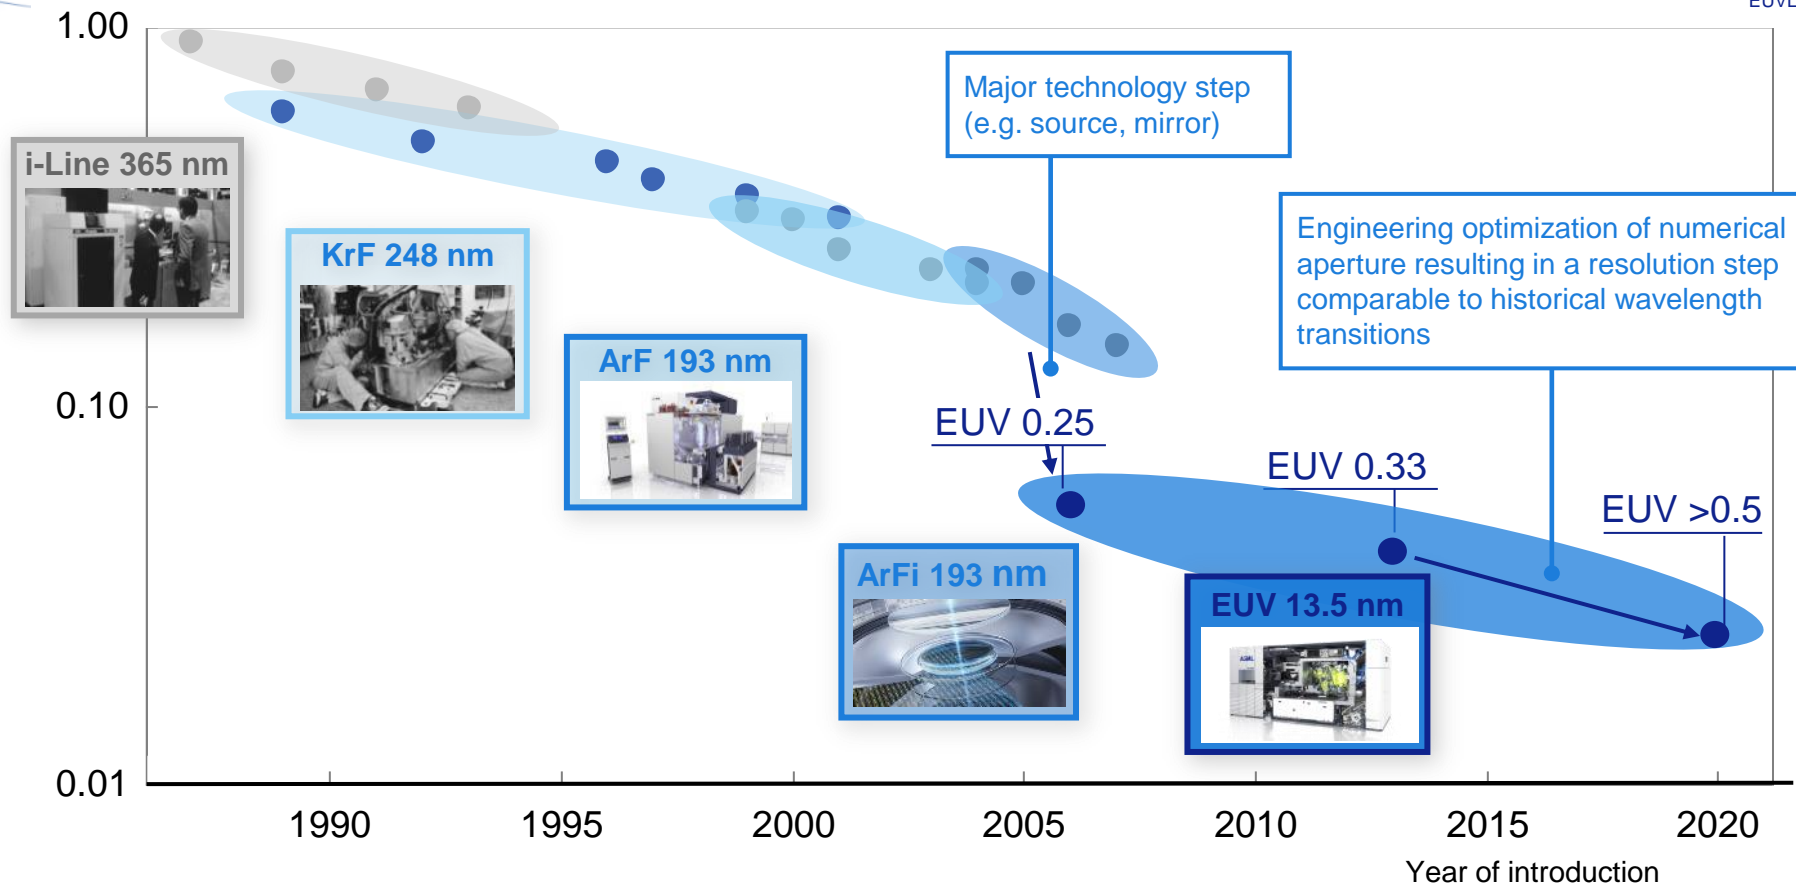 EUVL
1.00
Major technology step
(e.g. source, mirror)
i-Line 365 nm
Engineering optimization of numerical
aperture resulting in a resolution step
comparable to historical wavelength
transitions
KrF 248 nm
ArF 193 nm
0.10
EUV 0.25
EUV 0.33
EUV >0.5
ArFi 193 nm
EUV 13.5 nm
0.01
1990
1995
2000
2005
2010
2015
2020
Year of introduction